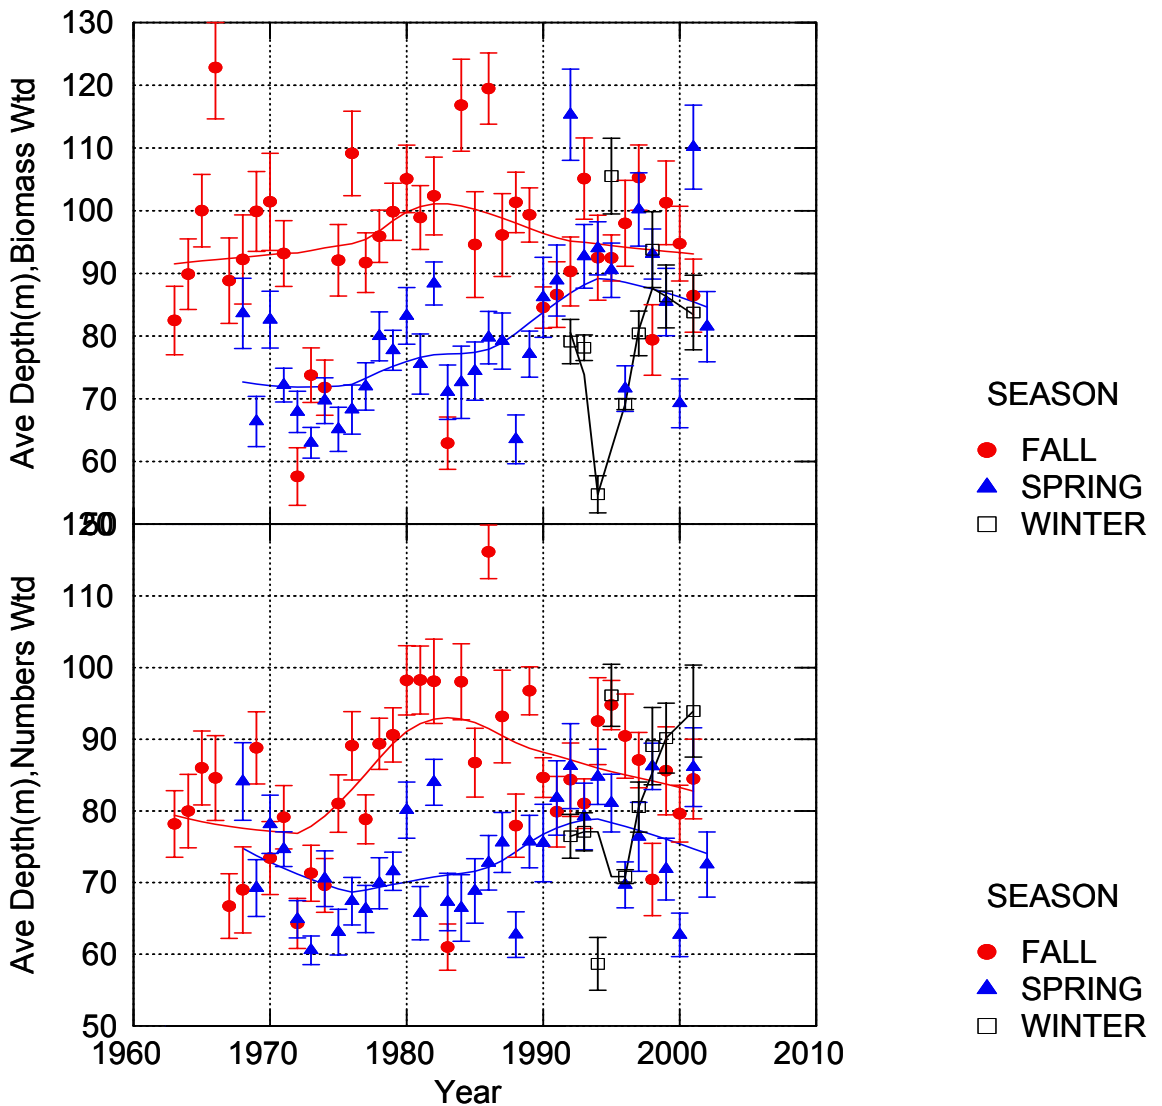 130
120
110
100
90
80
70
60
50
Ave Depth(m),Biomass Wtd
SEASON
FALL
SPRING
WINTER
120
110
100
90
80
70
60
50
Ave Depth(m),Numbers Wtd
SEASON
FALL
SPRING
WINTER
1960 1970 1980 1990 2000 2010
Year